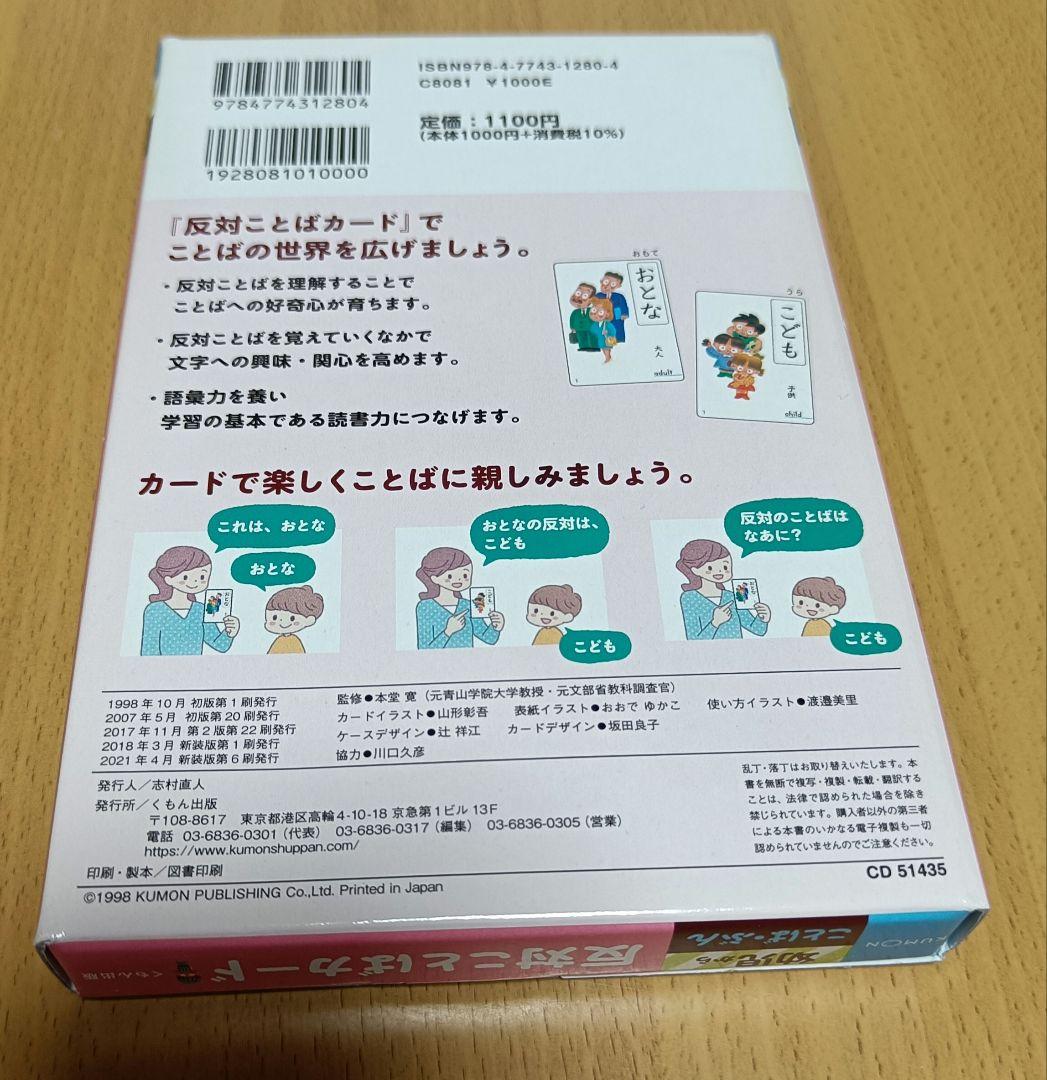 9784774312804
ISBN978-4-7743-1280-4
C8081 ¥1000E
1928081010000
定価：1100円
(本体1000円+消費税10%)
『反対ことばカード』で
ことばの世界を広げましょう。
・反対ことばを理解することで
ことばへの好奇心が育ちます。
・反対ことばを覚えていくなかで
文字への興味・関心を高めます。
・語彙力を養い
学習の基本である読書力につなげます。
おもて
おとな
大人
adult
1
うら
こども
子供
child
1
カードで楽しくことばに親しみましょう。
これは、おとな
おとな
おとな
おとなの反対は、
こども
こども
反対のことばは
なあに？
おとな
こども
1998年10月 初版第1刷発行
2007年5月 初版第20刷発行
2017年11月 第2版第22刷発行
2018年3月 新装版第1刷発行
2021年4月 新装版第6刷発行
監修●本堂 寛（元青山学院大学教授・元文部省教科調査官）
カードイラスト●山形彰吾 表紙イラスト●おおで ゆかこ 使い方イラスト●渡邉美里
ケースデザイン●辻 祥江 カードデザイン●坂田良子
協力●川口久彦
発行人／志村直人
発行所／くもん出版
〒108-8617 東京都港区高輪4-10-18 京急第1ビル 13F
電話 03-6836-0301（代表） 03-6836-0317（編集） 03-6836-0305（営業）
https://www.kumonshuppan.com/
印刷・製本／図書印刷
乱丁・落丁はお取り替えいたします。本
書を無断で複写・複製・転載・翻訳する
ことは、法律で認められた場合を除き
禁じられています。購入者以外の第三者
による本書のいかなる電子複製も一切
認められていませんのでご注意ください。
©1998 KUMON PUBLISHING Co.,Ltd. Printed in Japan
CD 51435
KUMON
幼児から
ことば・ぶん
反対ことばカード
くもん出版